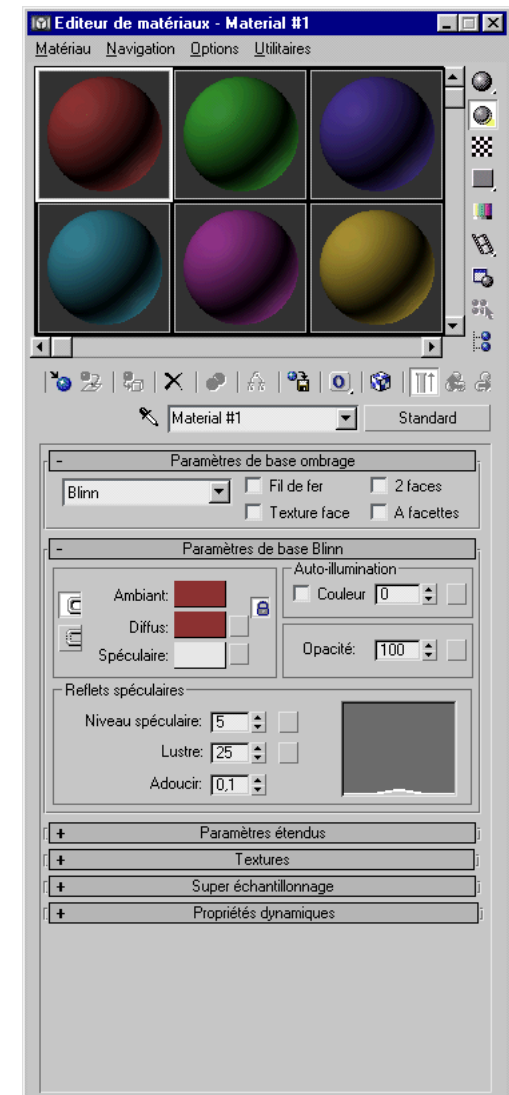 Editeur de matériaux - Material #1
Matériau Navigation Options Utilitaires
Material #1 Standard
- Paramètres de base ombrage
Blinn Fil de fer 2 faces
Texture face A facettes
- Paramètres de base Blinn
Auto-illumination
Ambiant: Couleur 0
Diffus:
Spéculaire: Opacité: 100
Reflets spéculaires
Niveau spéculaire: 5
Lustre: 25
Adoucir: 0,1
+ Paramètres étendus
+ Textures
+ Super échantillonnage
+ Propriétés dynamiques